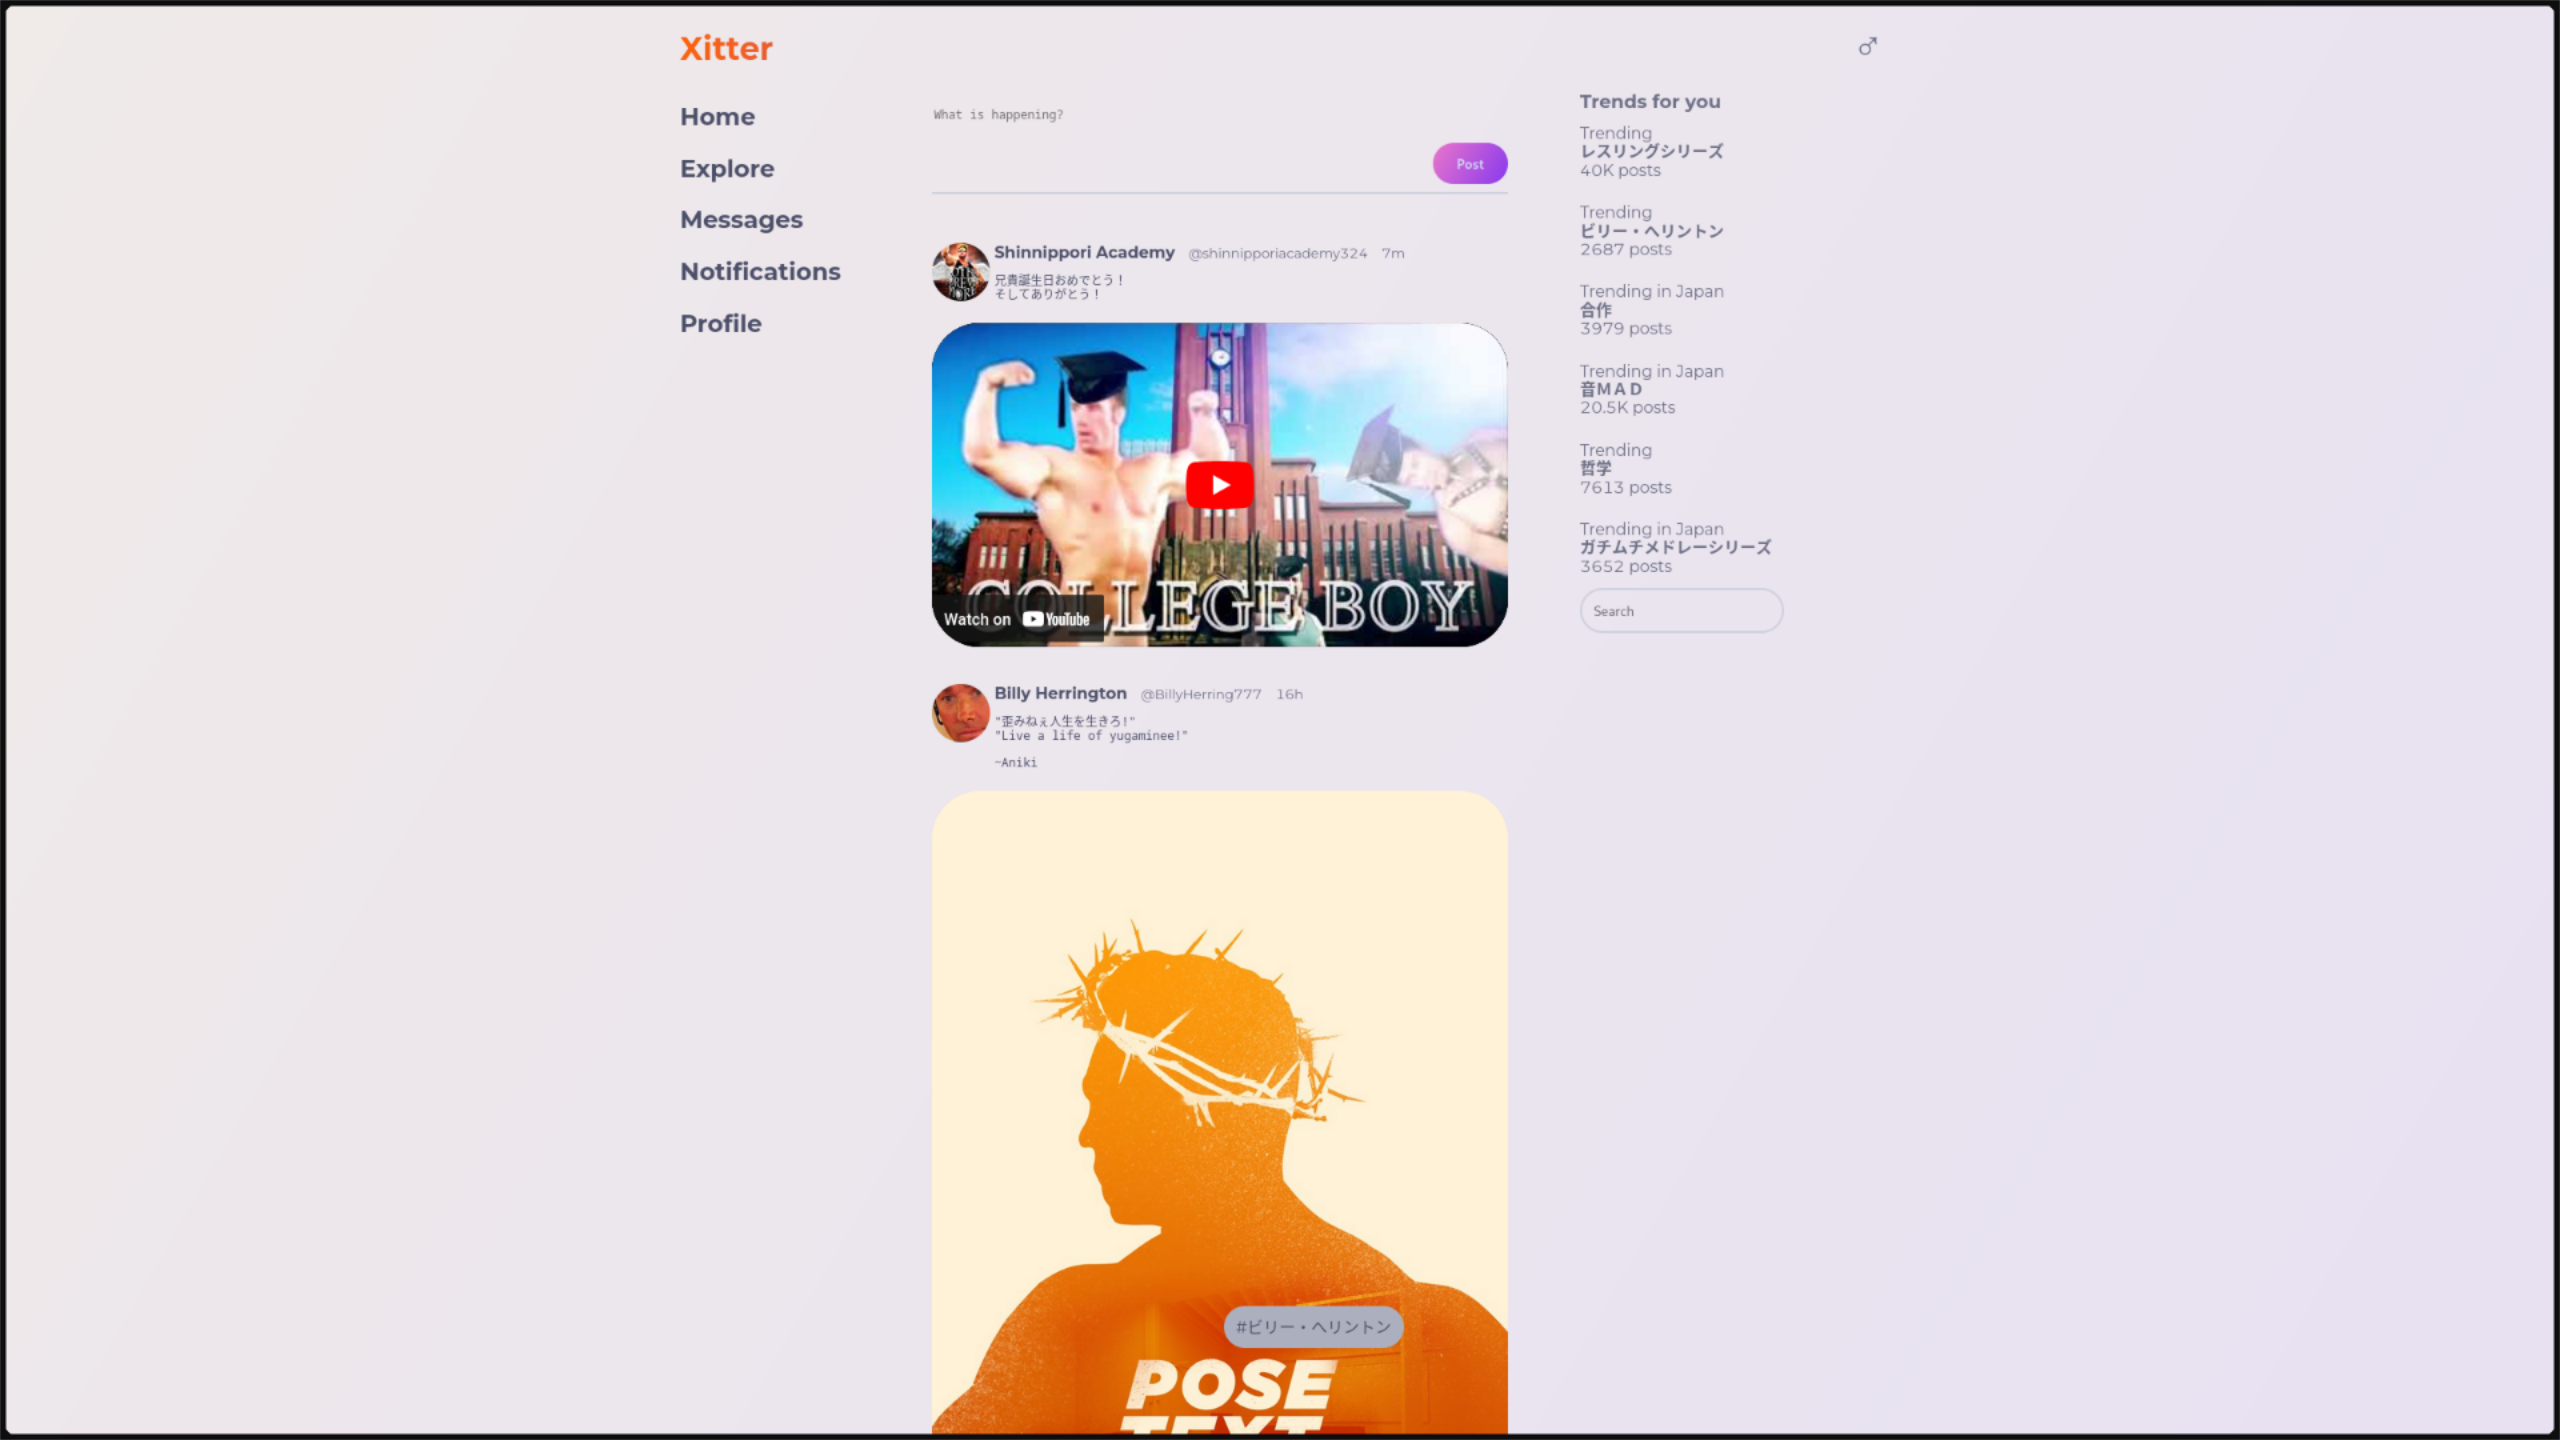 Xitter
♂
Home
Explore
Messages
Notifications
Profile
What is happening?
Post
Shinnippori Academy @shinnipporiacademy324 7m
兄貴誕生日おめでとう！
そしてありがとう！
COLLEGE BOY
Watch on YouTube
Billy Herrington @BillyHerring777 16h
"歪みねぇ人生を生きろ!"
"Live a life of yugaminee!"
~Aniki
#ビリー・ヘリントン
POSE
TEXT
Trends for you
Trending
レスリングシリーズ
40K posts
Trending
ビリー・ヘリントン
2687 posts
Trending in Japan
合作
3979 posts
Trending in Japan
音ＭＡＤ
20.5K posts
Trending
哲学
7613 posts
Trending in Japan
ガチムチメドレーシリーズ
3652 posts
Search